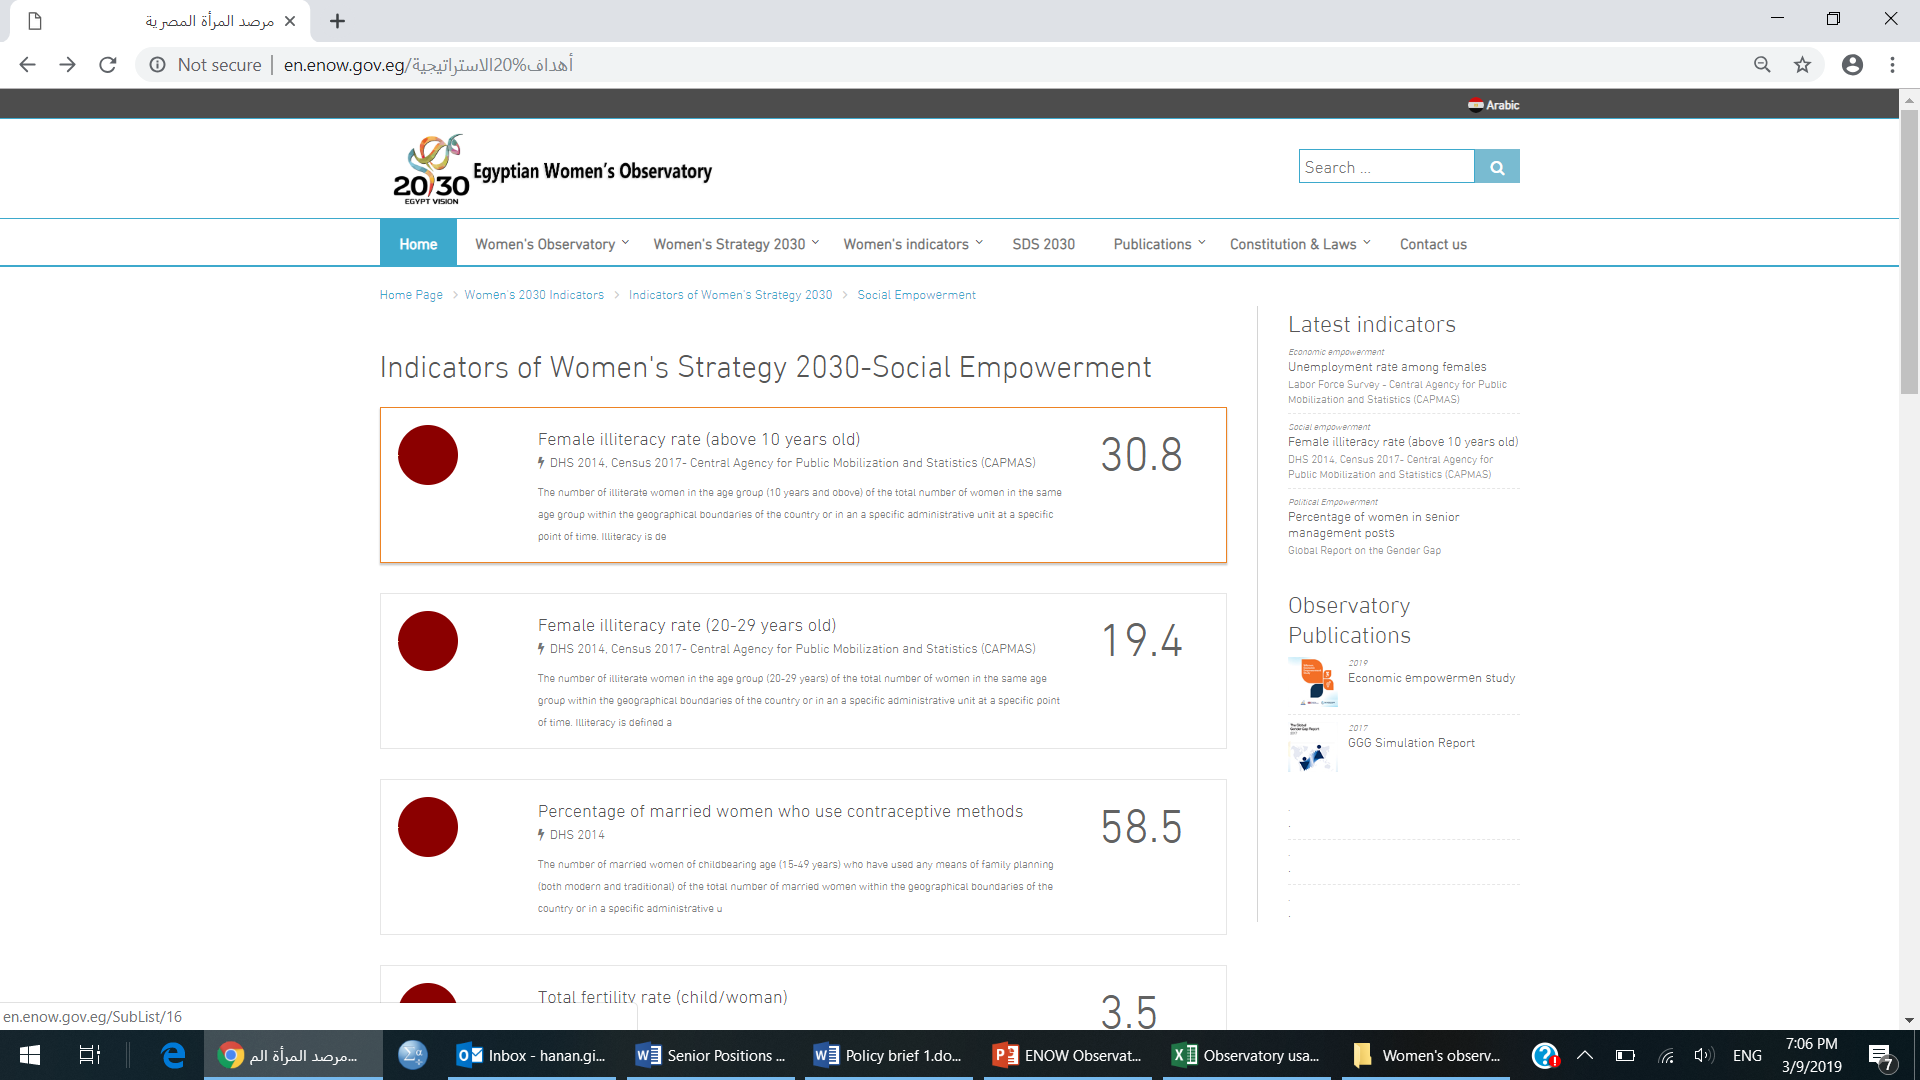 مرصد المرأة المصرية
Not secure
en.enow.gov.eg/أهداف%20الاستراتيجية
Arabic
2030
EGYPT VISION
Egyptian Women's Observatory
Search ...
Home
Women's Observatory
Women's Strategy 2030
Women's indicators
SDS 2030
Publications
Constitution & Laws
Contact us
Home Page > Women's 2030 Indicators > Indicators of Women's Strategy 2030 > Social Empowerment
Indicators of Women's Strategy 2030-Social Empowerment
Female illiteracy rate (above 10 years old)
DHS 2014, Census 2017- Central Agency for Public Mobilization and Statistics (CAPMAS)
The number of illiterate women in the age group (10 years and above) of the total number of women in the same
age group within the geographical boundaries of the country or in an a specific administrative unit at a specific
point of time. Illiteracy is de
30.8
Female illiteracy rate (20-29 years old)
DHS 2014, Census 2017- Central Agency for Public Mobilization and Statistics (CAPMAS)
The number of illiterate women in the age group (20-29 years) of the total number of women in the same age
group within the geographical boundaries of the country or in an a specific administrative unit at a specific point
of time. Illiteracy is defined a
19.4
Percentage of married women who use contraceptive methods
DHS 2014
The number of married women of childbearing age (15-49 years) who have used any means of family planning
(both modern and traditional) of the total number of married women within the geographical boundaries of the
country or in a specific administrative u
58.5
Total fertility rate (child/woman)
3.5
Latest indicators
Economic empowerment
Unemployment rate among females
Labor Force Survey - Central Agency for Public
Mobilization and Statistics (CAPMAS)
Social empowerment
Female illiteracy rate (above 10 years old)
DHS 2014, Census 2017- Central Agency for
Public Mobilization and Statistics (CAPMAS)
Political Empowerment
Percentage of women in senior
management posts
Global Report on the Gender Gap
Observatory
Publications
2019
Economic empowermen study
The Global
Gender Gap Report
2017
2017
GGG Simulation Report
en.enow.gov.eg/SubList/16
مرصد المرأة الم...
Inbox - hanan.gi...
Senior Positions ...
Policy brief 1.do...
ENOW Observat...
Observatory usa...
Women's observ...
ENG
7:06 PM
3/9/2019
7